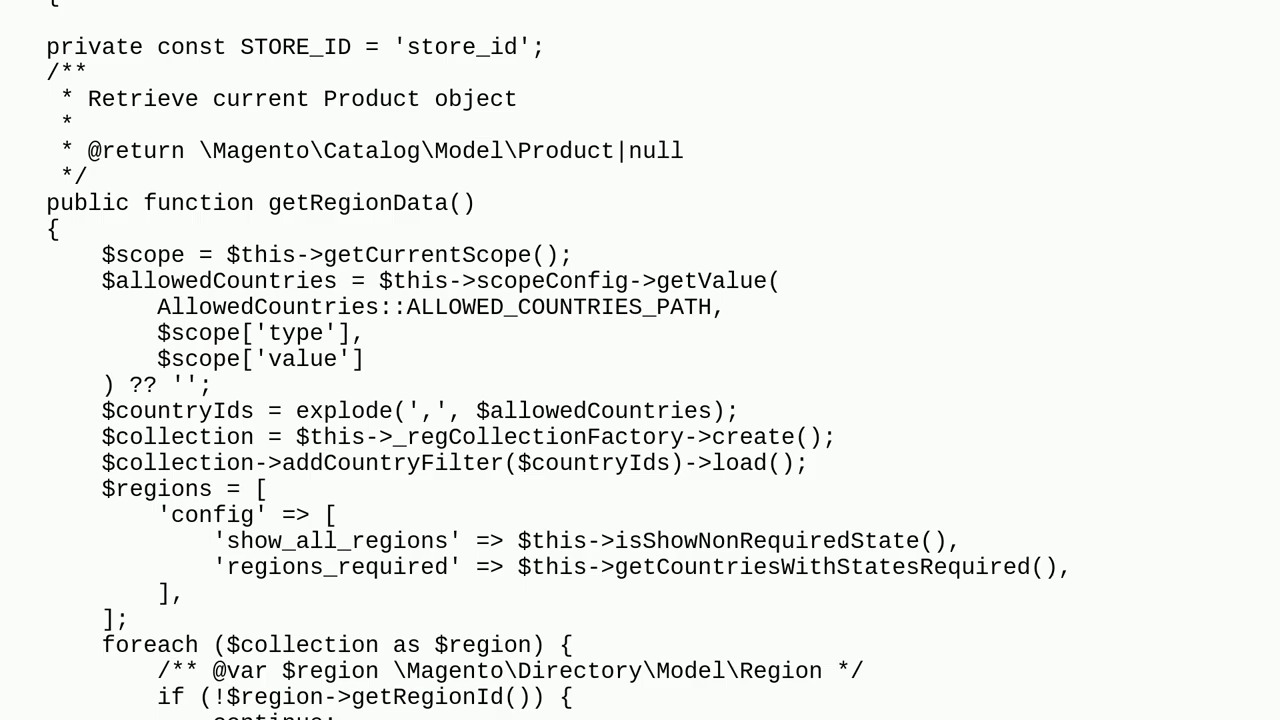 {
private const STORE_ID = 'store_id';
/**
 * Retrieve current Product object
 *
 * @return \Magento\Catalog\Model\Product|null
 */
public function getRegionData()
{
    $scope = $this->getCurrentScope();
    $allowedCountries = $this->scopeConfig->getValue(
        AllowedCountries::ALLOWED_COUNTRIES_PATH,
        $scope['type'],
        $scope['value']
    ) ?? '';
    $countryIds = explode(',', $allowedCountries);
    $collection = $this->_regCollectionFactory->create();
    $collection->addCountryFilter($countryIds)->load();
    $regions = [
        'config' => [
            'show_all_regions' => $this->isShowNonRequiredState(),
            'regions_required' => $this->getCountriesWithStatesRequired(),
        ],
    ];
    foreach ($collection as $region) {
        /** @var $region \Magento\Directory\Model\Region */
        if (!$region->getRegionId()) {
            continue;